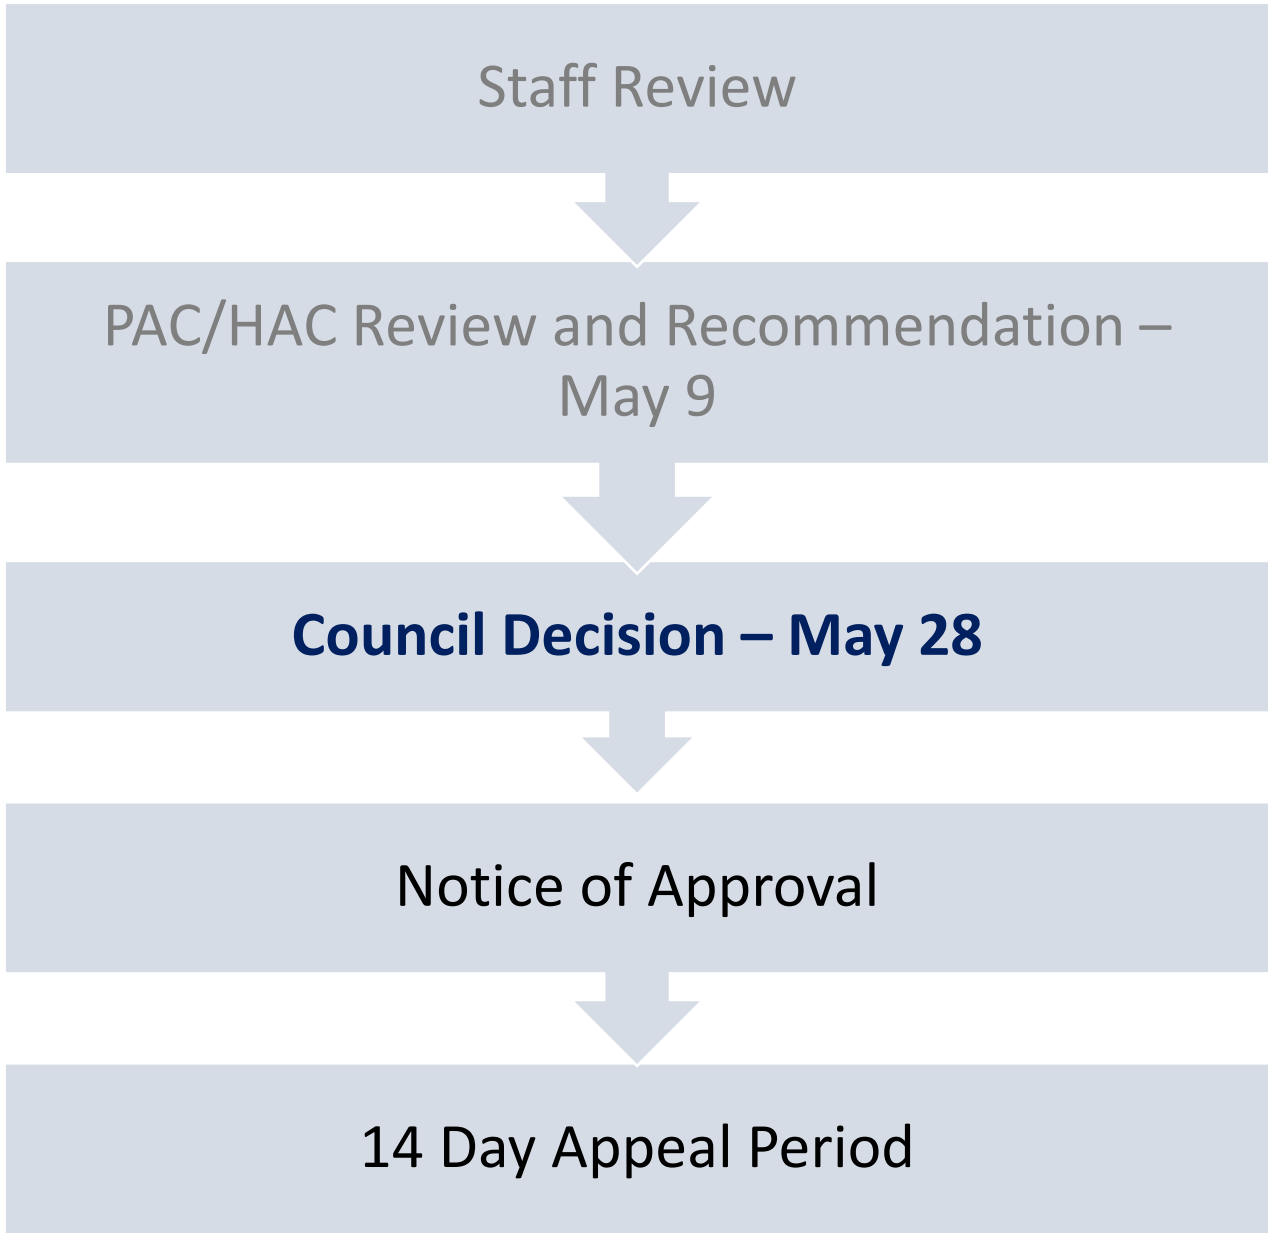 Staff Review
PAC/HAC Review and Recommendation –
May 9
Council Decision – May 28
Notice of Approval
14 Day Appeal Period